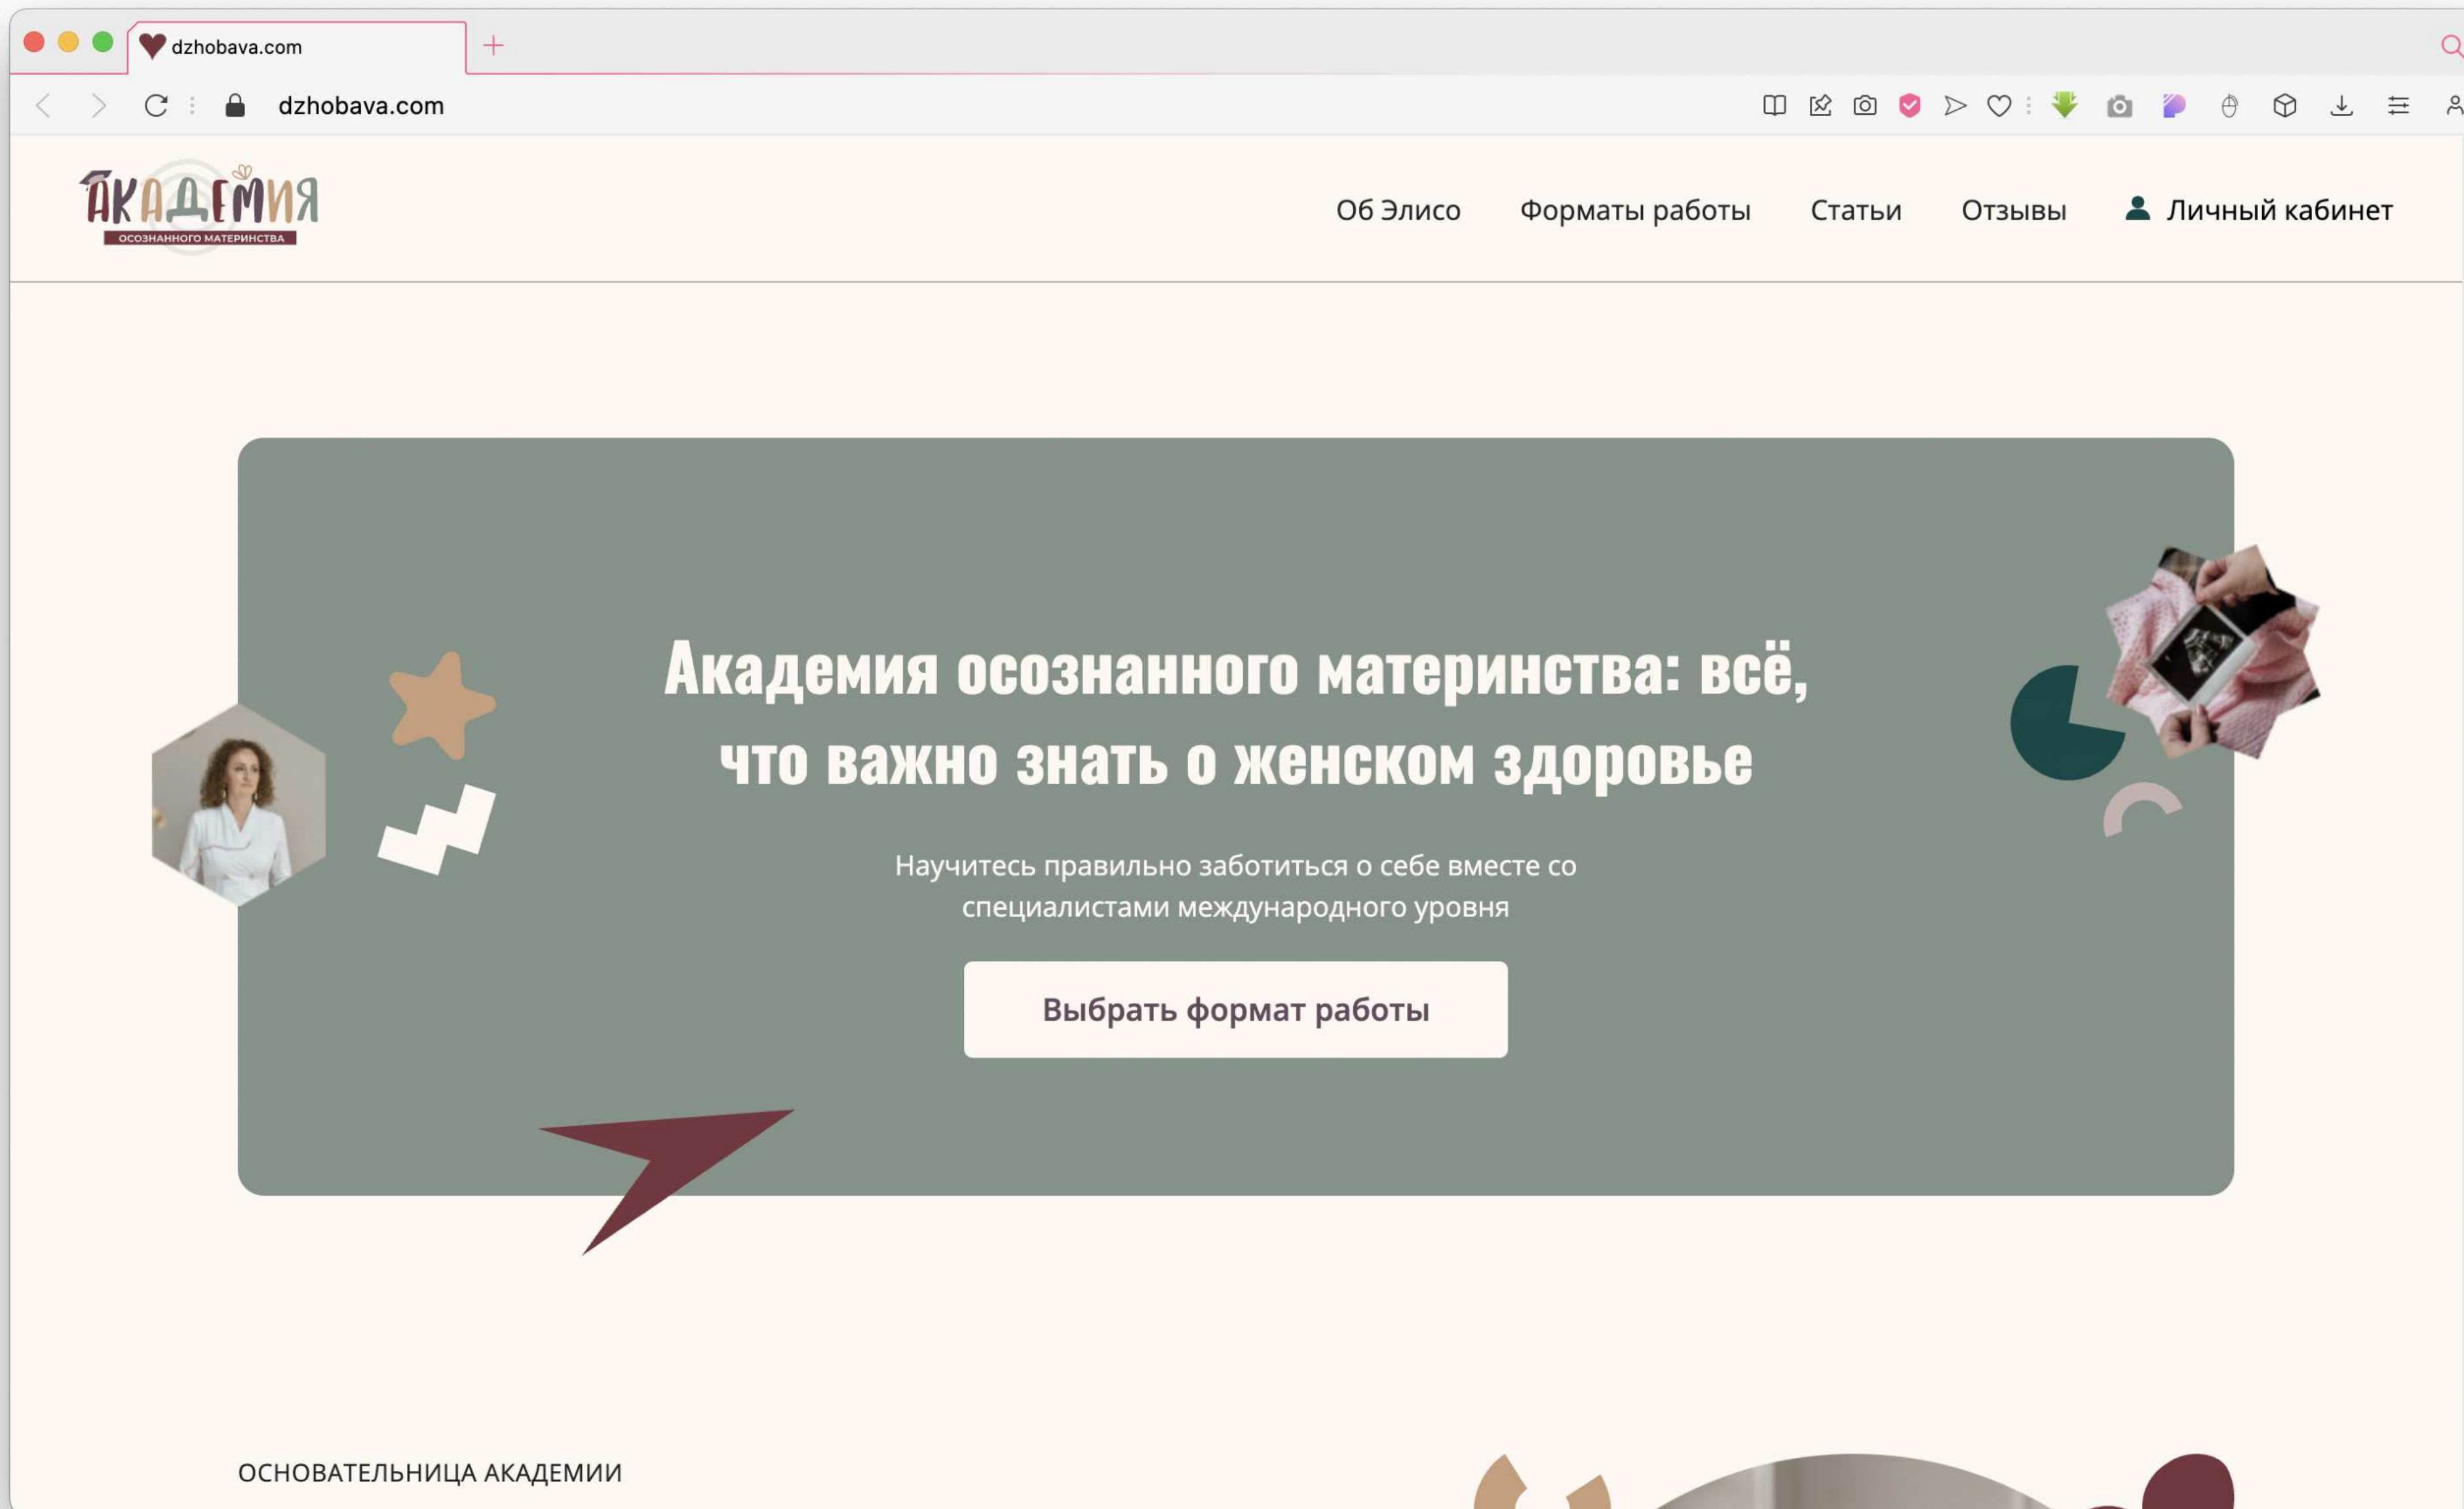 dzhobava.com
dzhobava.com
АКАДЕМИЯ
ОСОЗНАННОГО МАТЕРИНСТВА
Об Элисо
Форматы работы
Статьи
Отзывы
Личный кабинет
Академия осознанного материнства: всё,
что важно знать о женском здоровье
Научитесь правильно заботиться о себе вместе со
специалистами международного уровня
Выбрать формат работы
ОСНОВАТЕЛЬНИЦА АКАДЕМИИ